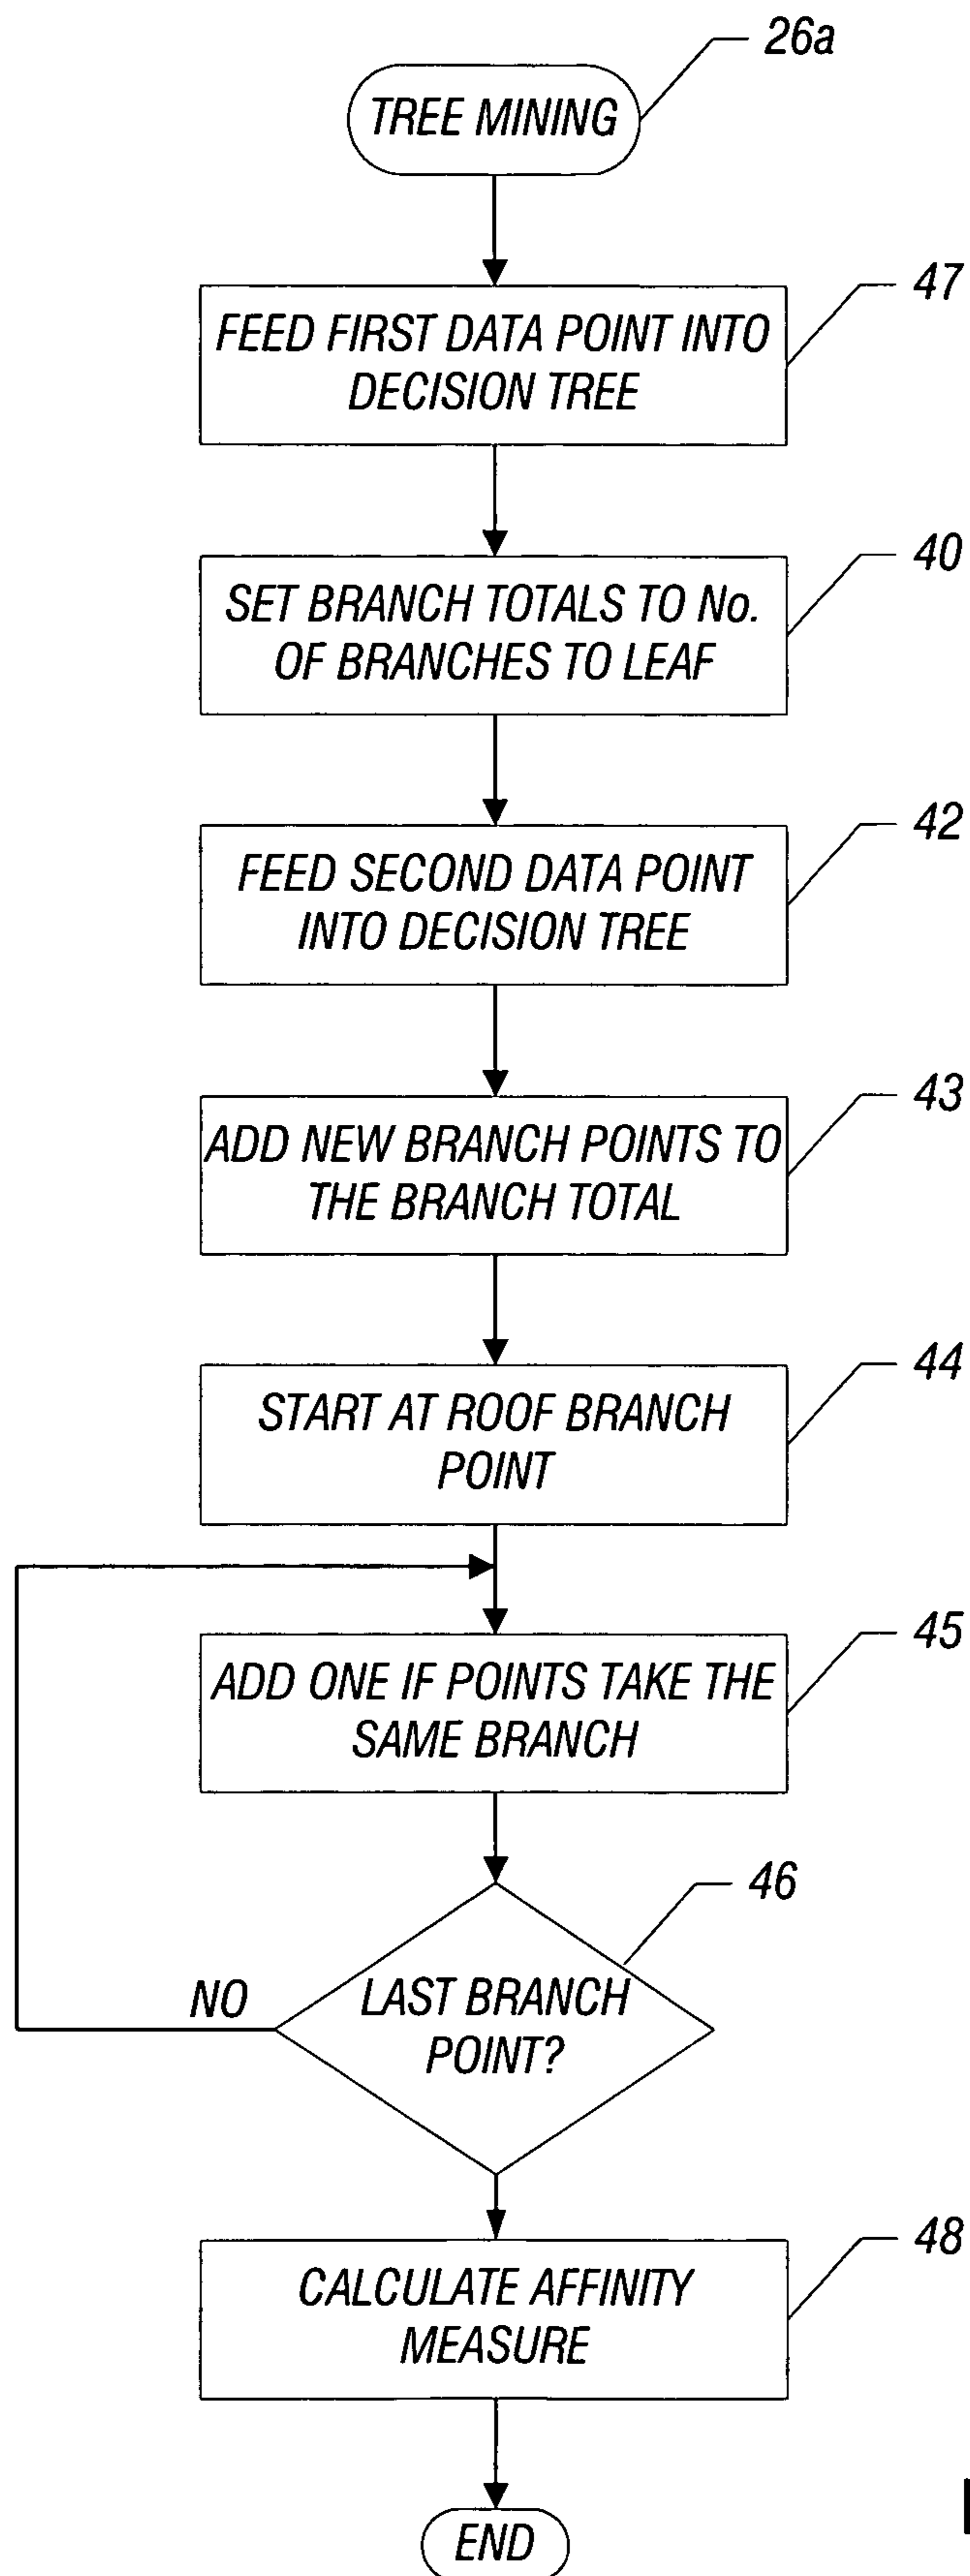 26a
TREE MINING
47
FEED FIRST DATA POINT INTO
DECISION TREE
40
SET BRANCH TOTALS TO No.
OF BRANCHES TO LEAF
42
FEED SECOND DATA POINT
INTO DECISION TREE
43
ADD NEW BRANCH POINTS TO
THE BRANCH TOTAL
44
START AT ROOF BRANCH
POINT
45
ADD ONE IF POINTS TAKE THE
SAME BRANCH
46
NO
LAST BRANCH
POINT?
48
CALCULATE AFFINITY
MEASURE
END